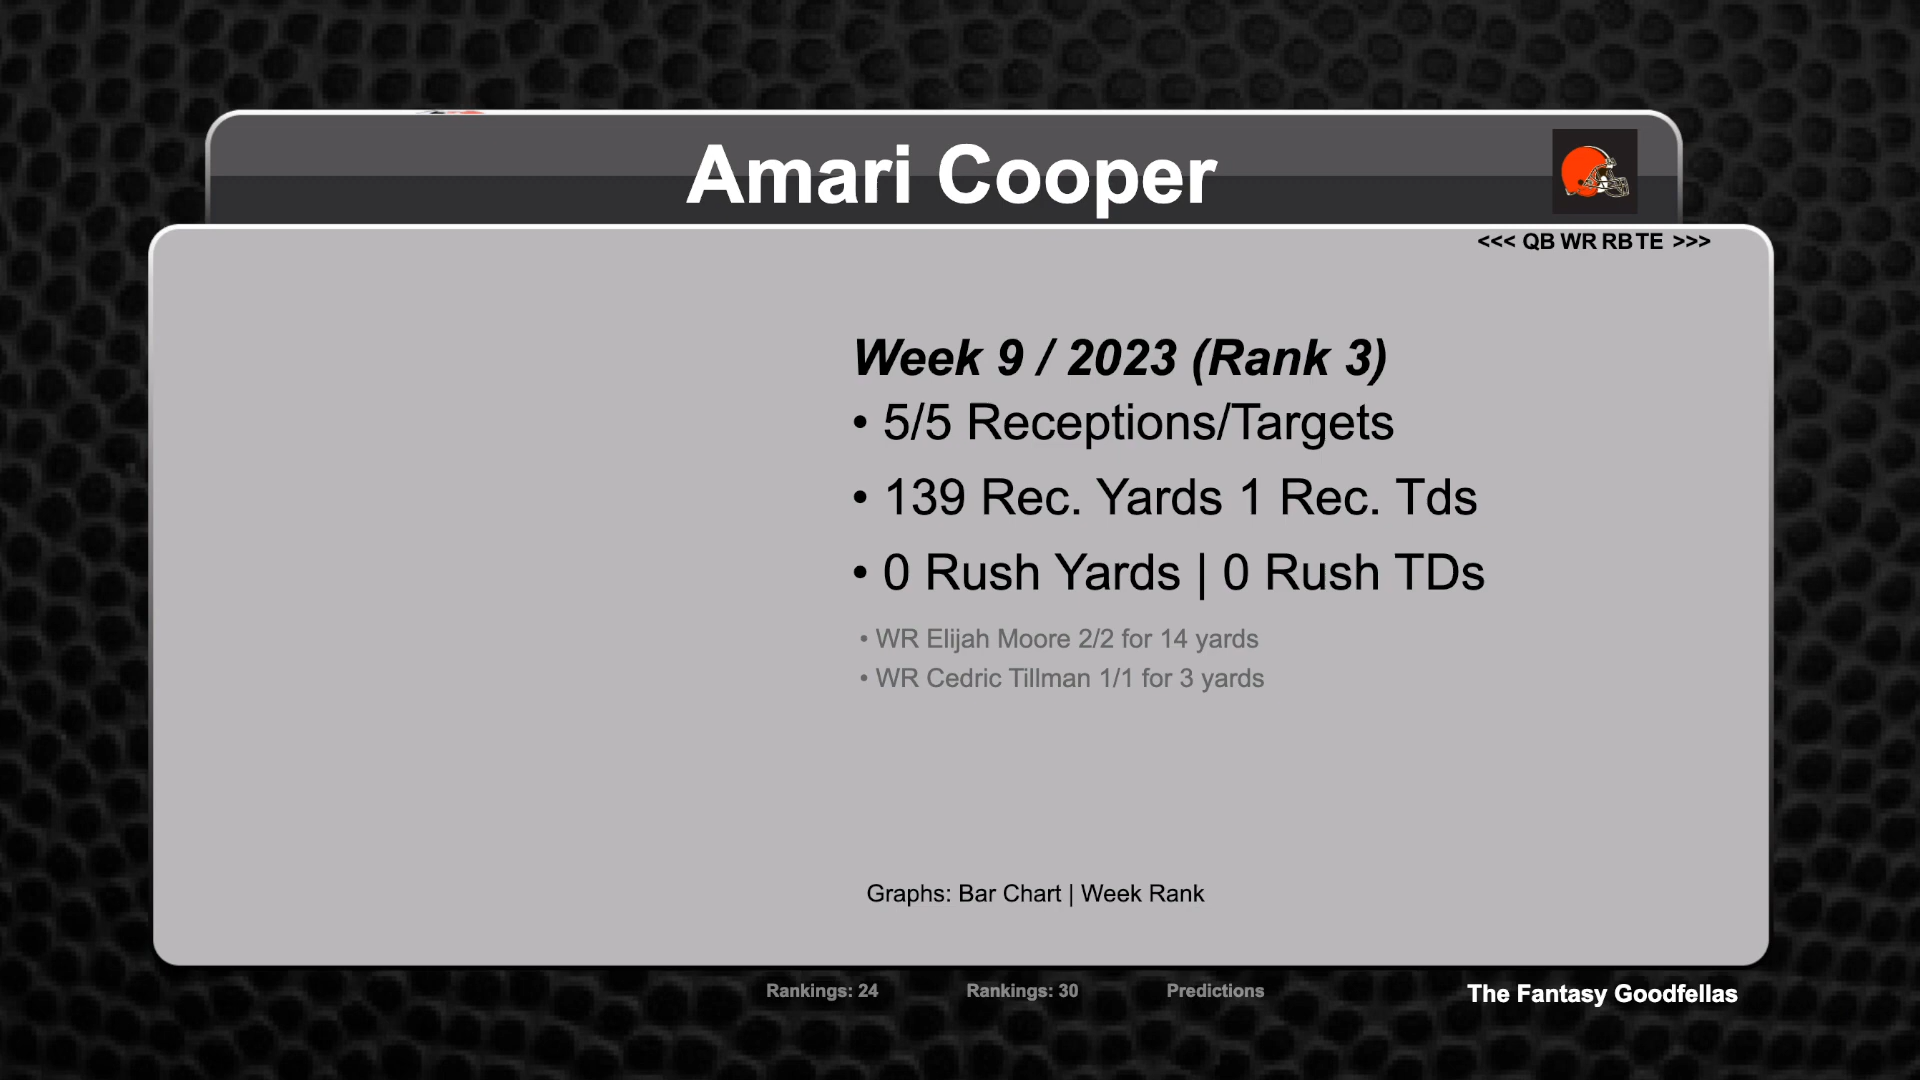 Amari Cooper
<<< QB WR RB TE >>>
Week 9 / 2023 (Rank 3)
• 5/5 Receptions/Targets
• 139 Rec. Yards 1 Rec. Tds
• 0 Rush Yards | 0 Rush TDs
• WR Elijah Moore 2/2 for 14 yards
• WR Cedric Tillman 1/1 for 3 yards
Graphs: Bar Chart | Week Rank
Rankings: 24 Rankings: 30 Predictions The Fantasy Goodfellas